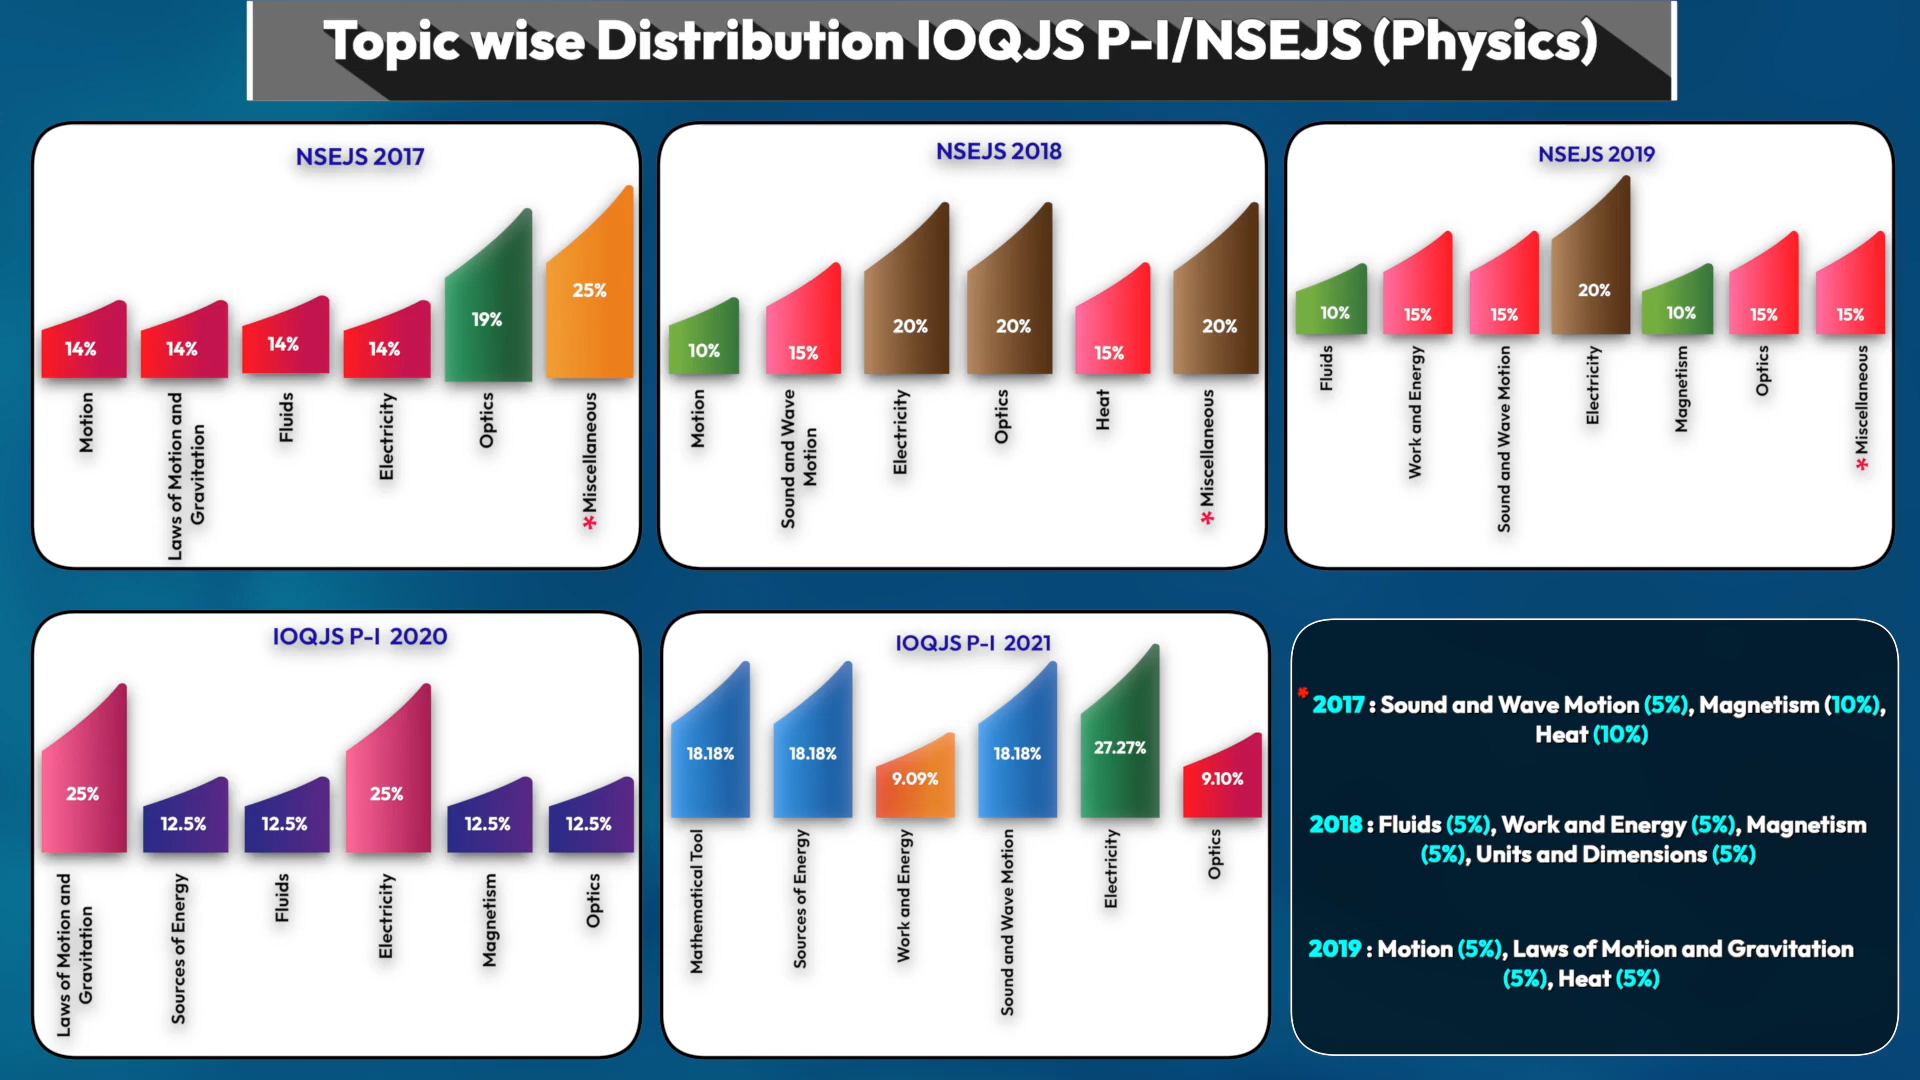 Topic wise Distribution IOQJS P-I/NSEJS (Physics)
NSEJS 2017
14%
14%
14%
14%
19%
25%
Motion
Laws of Motion and
Gravitation
Fluids
Electricity
Optics
*Miscellaneous
NSEJS 2018
10%
15%
20%
20%
15%
20%
Motion
Sound and Wave
Motion
Electricity
Optics
Heat
*Miscellaneous
NSEJS 2019
10%
15%
15%
20%
10%
15%
15%
Fluids
Work and Energy
Sound and Wave Motion
Electricity
Magnetism
Optics
*Miscellaneous
IOQJS P-I 2020
25%
12.5%
12.5%
25%
12.5%
12.5%
Laws of Motion and
Gravitation
Sources of Energy
Fluids
Electricity
Magnetism
Optics
IOQJS P-I 2021
18.18%
18.18%
9.09%
18.18%
27.27%
9.10%
Mathematical Tool
Sources of Energy
Work and Energy
Sound and Wave Motion
Electricity
Optics
*2017 : Sound and Wave Motion (5%), Magnetism (10%),
Heat (10%)
2018 : Fluids (5%), Work and Energy (5%), Magnetism
(5%), Units and Dimensions (5%)
2019 : Motion (5%), Laws of Motion and Gravitation
(5%), Heat (5%)